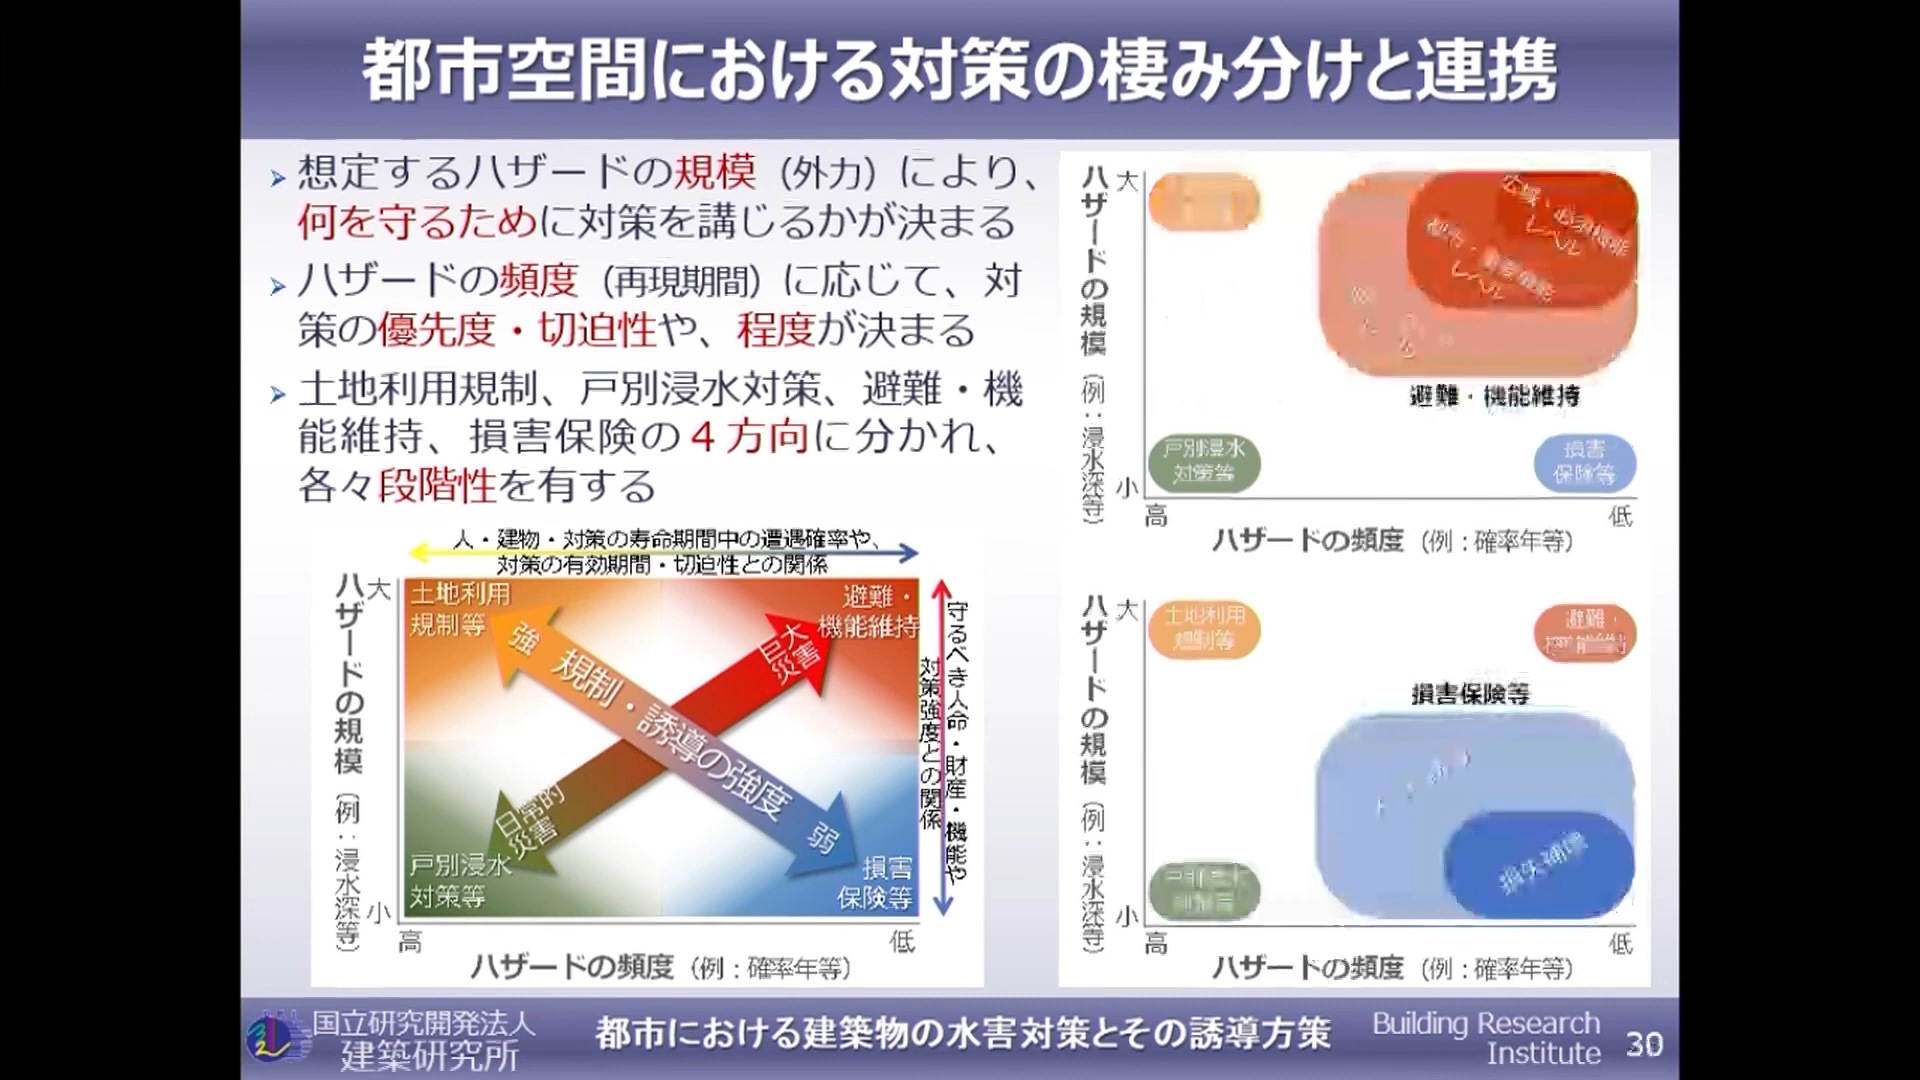 都市空間における対策の棲み分けと連携
想定するハザードの規模（外力）により、
何を守るために対策を講じるかが決まる
ハザードの頻度（再現期間）に応じて、対
策の優先度・切迫性や、程度が決まる
土地利用規制、戸別浸水対策、避難・機
能維持、損害保険の４方向に分かれ、
各々段階性を有する
人・建物・対策の寿命期間中の遭遇確率や、
対策の有効期間・切迫性との関係
ハザードの規模（例：浸水深等）
大
小
土地利用
規制等
避難・
機能維持
強
規制・誘導の強度
弱
巨大
災害
日常的
災害
戸別浸水
対策等
損害
保険等
守るべき人命・財産・機能や
対策強度との関係
高
低
ハザードの頻度（例：確率年等）
ハザードの規模（例：浸水深等）
大
小
広域・必須機能
レベル
レベル
避難・機能維持
戸別浸水
対策等
損害
保険等
高
低
ハザードの頻度（例：確率年等）
ハザードの規模（例：浸水深等）
大
小
土地利用
規制等
避難・
損害保険等
損失補償
高
低
ハザードの頻度（例：確率年等）
国立研究開発法人
建築研究所
都市における建築物の水害対策とその誘導方策
Building Research
Institute
30